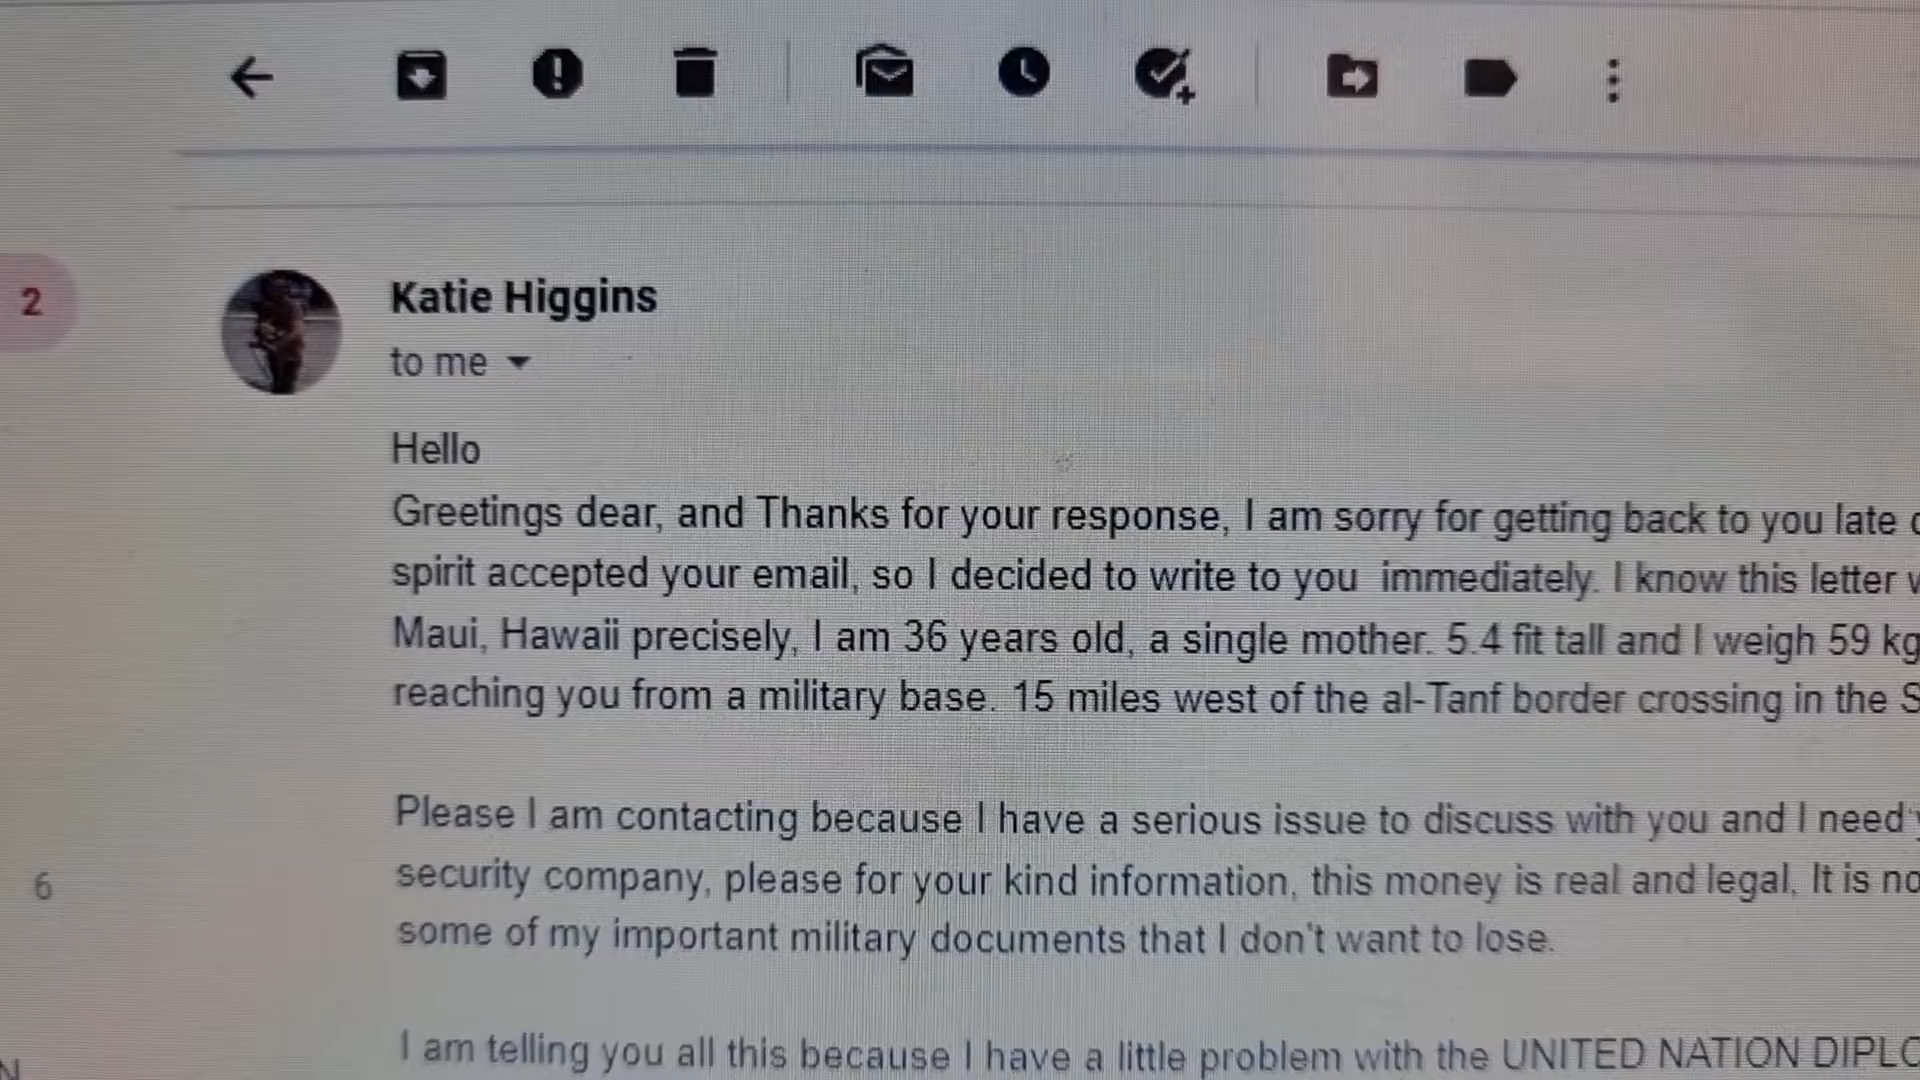 Katie Higgins
2
to me
Hello
Greetings dear, and Thanks for your response, I am sorry for getting back to you late
spirit accepted your email, so I decided to write to you immediately. I know this letter
Maui, Hawaii precisely, I am 36 years old, a single mother. 5.4 fit tall and I weigh 59 kg
reaching you from a military base. 15 miles west of the al-Tanf border crossing in the S
Please I am contacting because I have a serious issue to discuss with you and I need
6
security company, please for your kind information, this money is real and legal, It is no
some of my important military documents that I don't want to lose.
I am telling you all this because I have a little problem with the UNITED NATION DIPLO
N